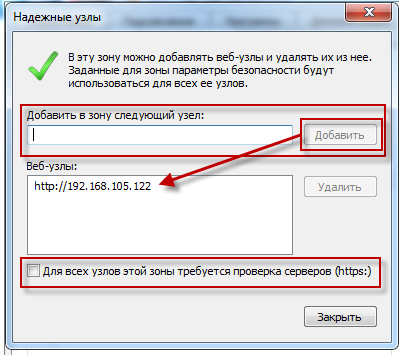 Надежные узлы
В эту зону можно добавлять веб-узлы и удалять их из нее.
Заданные для зоны параметры безопасности будут
использоваться для всех ее узлов.
Добавить в зону следующий узел:
Добавить
Веб-узлы:
http://192.168.105.122
Удалить
Для всех узлов этой зоны требуется проверка серверов (https:)
Закрыть